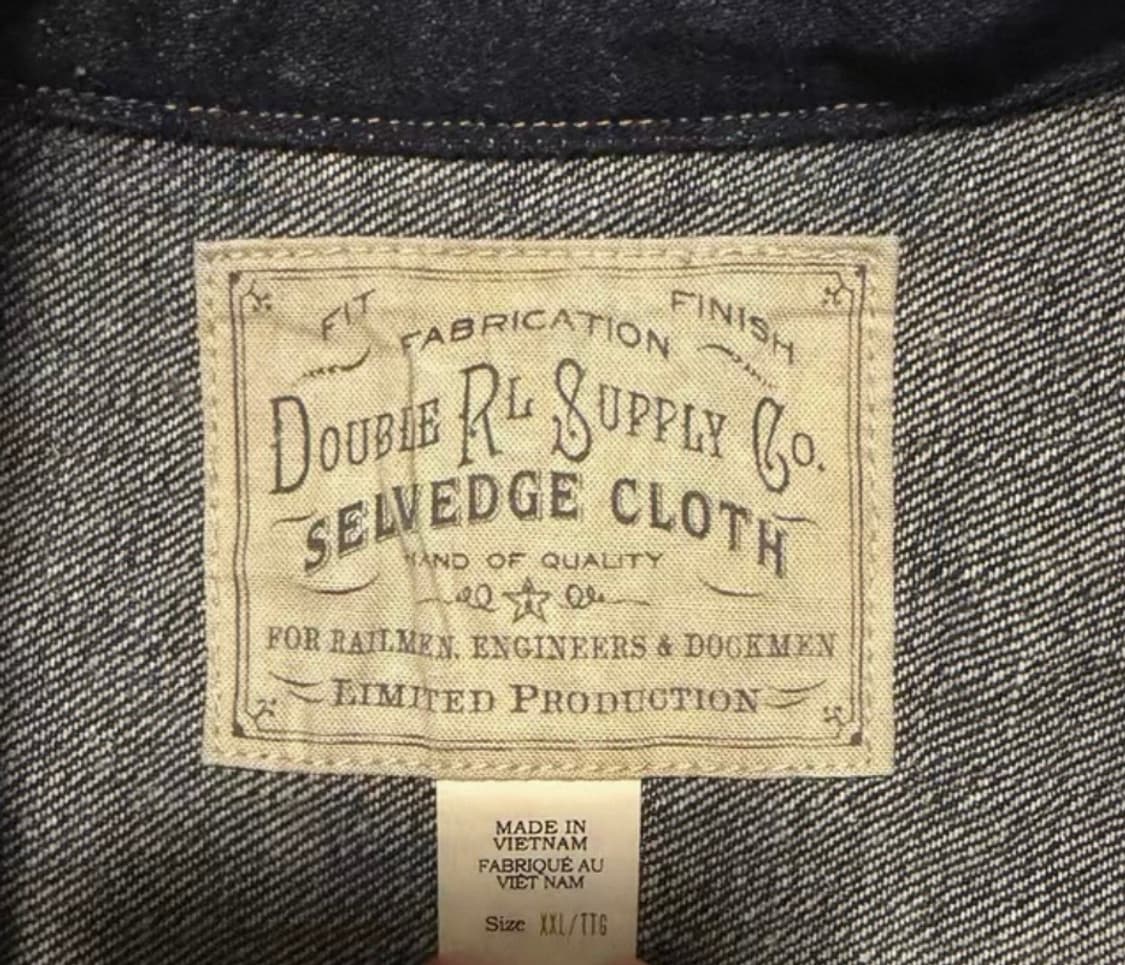 FIT FABRICATION FINISH
DOUBLE RL SUPPLY CO.
SELVEDGE CLOTH
HAND OF QUALITY
FOR RAILMEN, ENGINEERS & DOCKMEN
LIMITED PRODUCTION
MADE IN
VIETNAM
FABRIQUÉ AU
VIÊT NAM
Size XXL/TTG